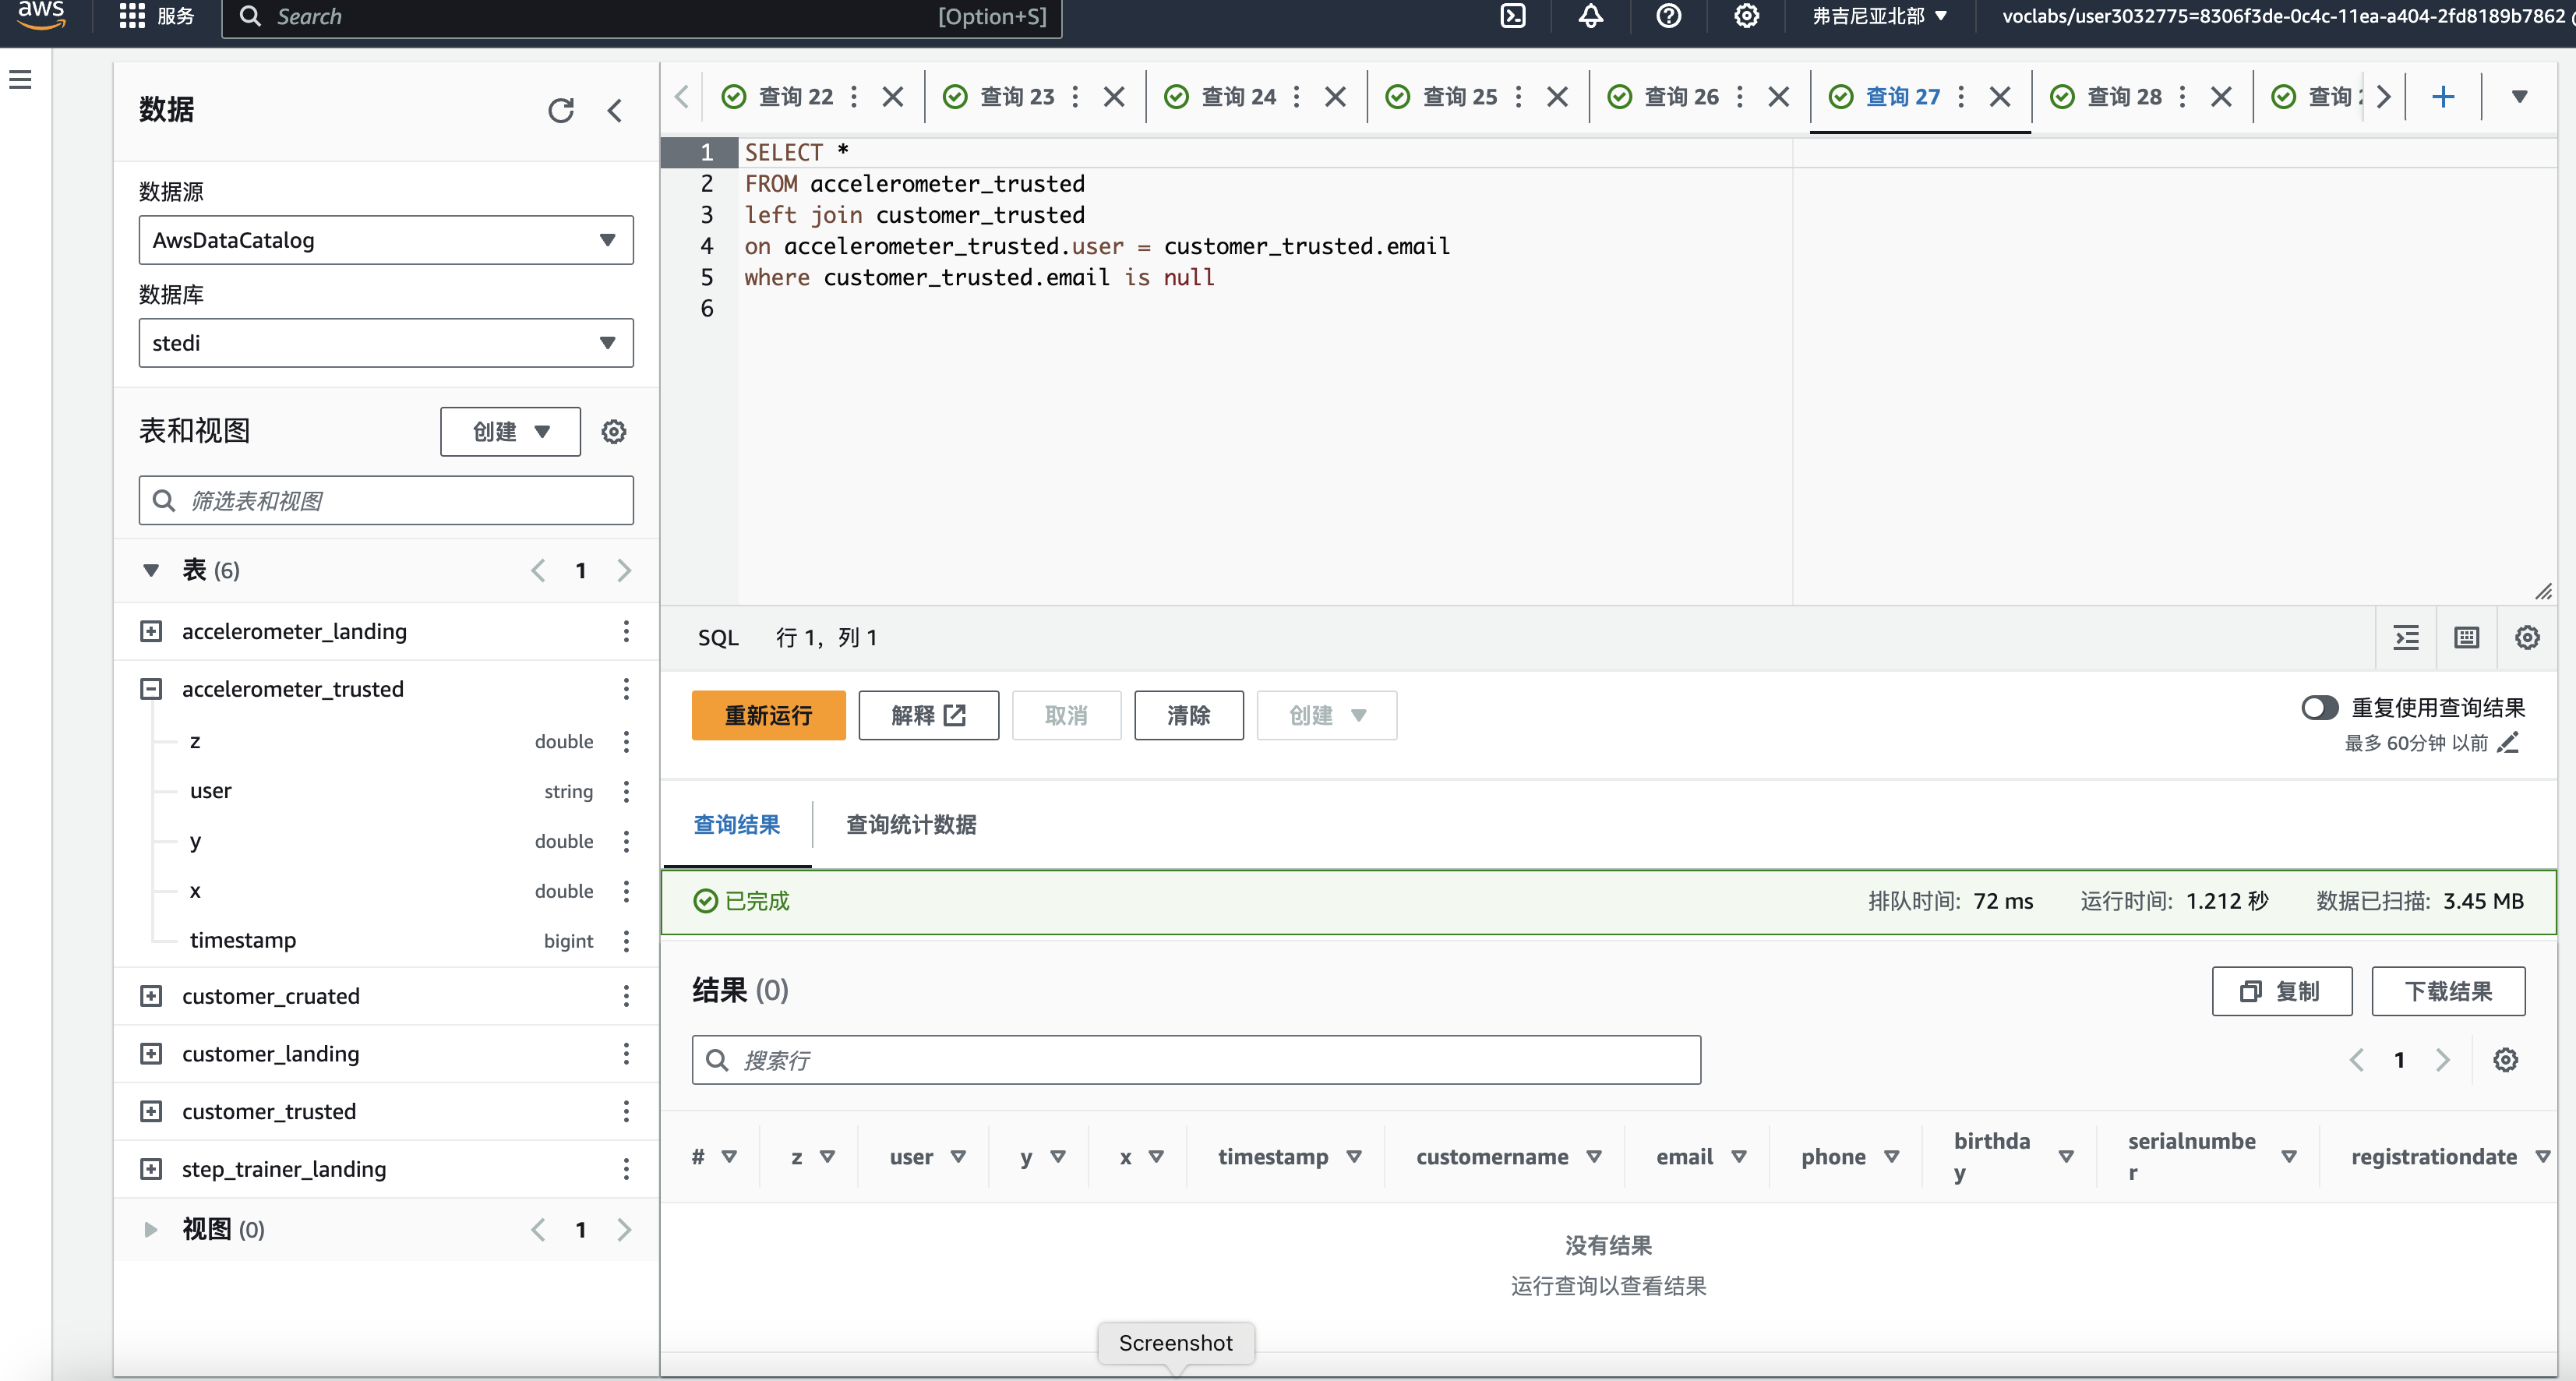 aws
服务
Search
[Option+S]
弗吉尼亚北部
voclabs/user3032775=8306f3de-0c4c-11ea-a404-2fd8189b7862
数据
数据源
AwsDataCatalog
数据库
stedi
表和视图
创建
筛选表和视图
表 (6)
1
accelerometer_landing
accelerometer_trusted
z double
user string
y double
x double
timestamp bigint
customer_cruated
customer_landing
customer_trusted
step_trainer_landing
视图 (0)
1
查询 22
查询 23
查询 24
查询 25
查询 26
查询 27
查询 28
查询
1 SELECT *
2 FROM accelerometer_trusted
3 left join customer_trusted
4 on accelerometer_trusted.user = customer_trusted.email
5 where customer_trusted.email is null
6
SQL 行 1, 列 1
重新运行
解释
取消
清除
创建
重复使用查询结果
最多 60分钟 以前
查询结果
查询统计数据
已完成
排队时间: 72 ms
运行时间: 1.212 秒
数据已扫描: 3.45 MB
结果 (0)
复制
下载结果
搜索行
1
# z user y x timestamp customername email phone birthda
y serialnumbe
r registrationdate
没有结果
运行查询以查看结果
Screenshot